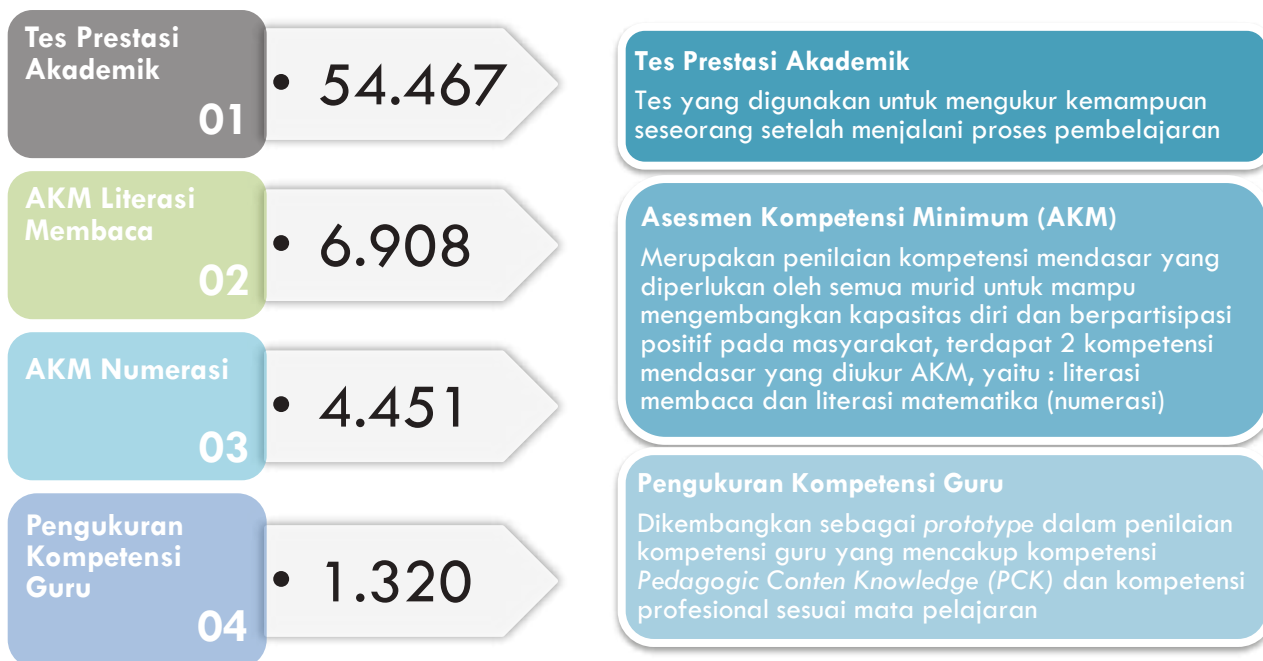 Tes Prestasi
Akademik
01
• 54.467
AKM Literasi
Membaca
02
• 6.908
AKM Numerasi
03
• 4.451
Pengukuran
Kompetensi
Guru
04
• 1.320
Tes Prestasi Akademik
Tes yang digunakan untuk mengukur kemampuan
seseorang setelah menjalani proses pembelajaran
Asesmen Kompetensi Minimum (AKM)
Merupakan penilaian kompetensi mendasar yang
diperlukan oleh semua murid untuk mampu
mengembangkan kapasitas diri dan berpartisipasi
positif pada masyarakat, terdapat 2 kompetensi
mendasar yang diukur AKM, yaitu : literasi
membaca dan literasi matematika (numerasi)
Pengukuran Kompetensi Guru
Dikembangkan sebagai prototype dalam penilaian
kompetensi guru yang mencakup kompetensi
Pedagogic Conten Knowledge (PCK) dan kompetensi
profesional sesuai mata pelajaran